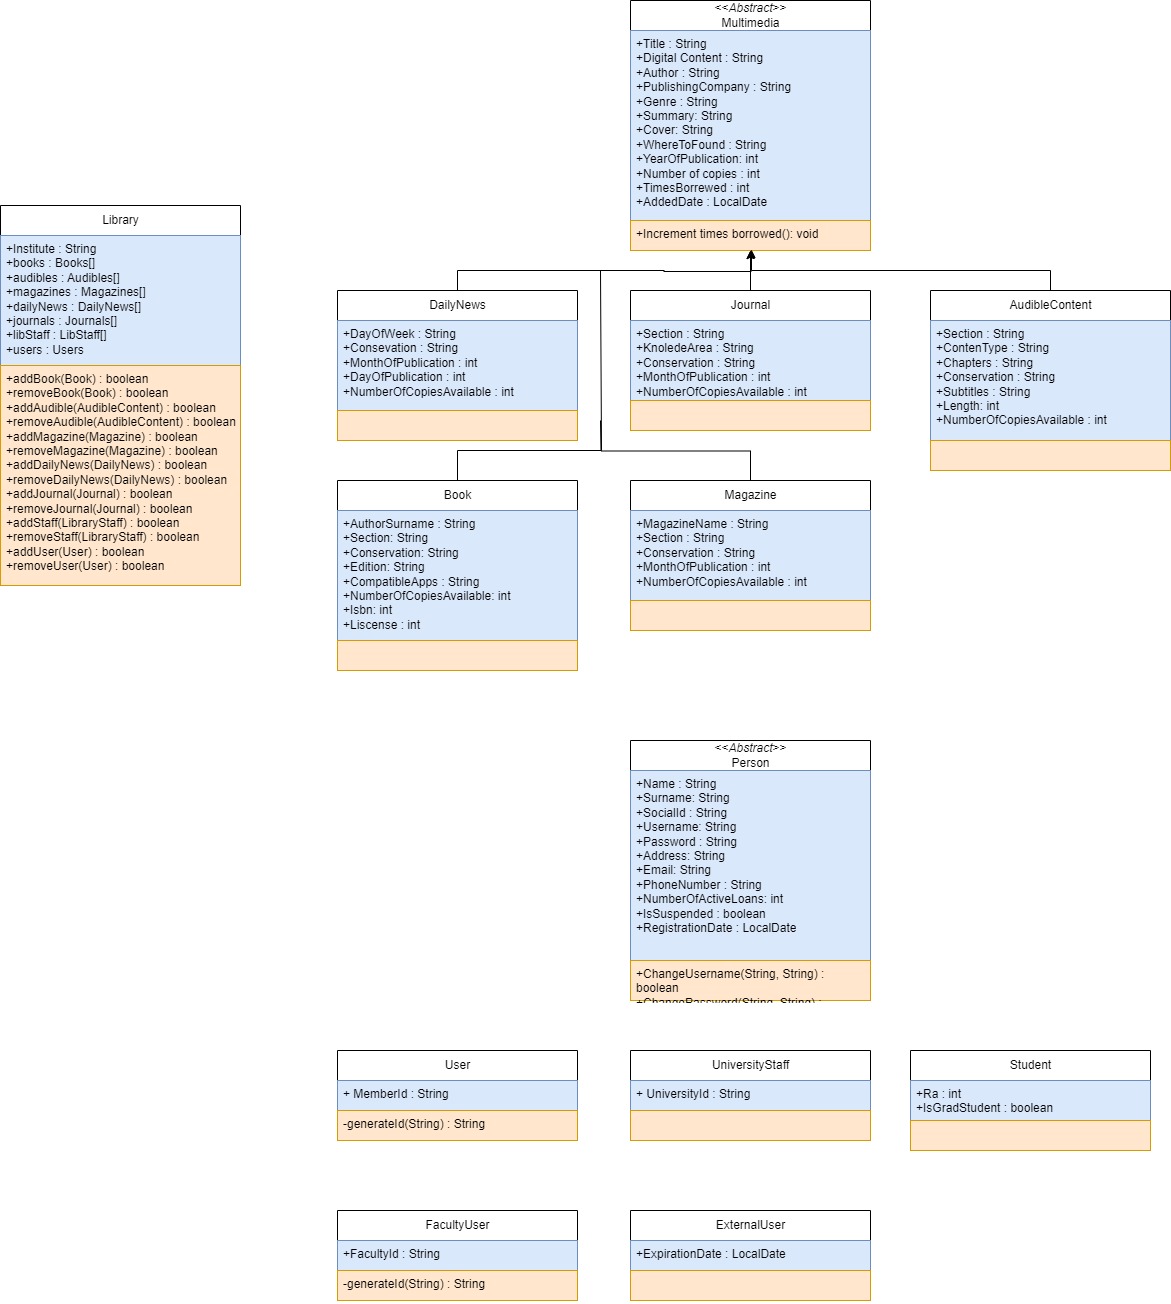 <<Abstract>>
Multimedia
+Title : String
+Digital Content : String
+Author : String
+PublishingCompany : String
+Genre : String
+Summary: String
+Cover: String
+WhereToFound : String
+YearOfPublication: int
+Number of copies : int
+TimesBorrowed : int
+AddedDate : LocalDate
+Increment times borrowed(): void
Library
+Institute : String
+books : Books[]
+audibles : Audibles[]
+magazines : Magazines[]
+dailyNews : DailyNews[]
+journals : Journals[]
+libStaff : LibStaff[]
+users : Users
+addBook(Book) : boolean
+removeBook(Book) : boolean
+addAudible(AudibleContent) : boolean
+removeAudible(AudibleContent) : boolean
+addMagazine(Magazine) : boolean
+removeMagazine(Magazine) : boolean
+addDailyNews(DailyNews) : boolean
+removeDailyNews(DailyNews) : boolean
+addJournal(Journal) : boolean
+removeJournal(Journal) : boolean
+addStaff(LibraryStaff) : boolean
+removeStaff(LibraryStaff) : boolean
+addUser(User) : boolean
+removeUser(User) : boolean
DailyNews
+DayOfWeek : String
+Consevation : String
+MonthOfPublication : int
+DayOfPublication : int
+NumberOfCopiesAvailable : int
Journal
+Section : String
+KnoledeArea : String
+Conservation : String
+MonthOfPublication : int
+NumberOfCopiesAvailable : int
AudibleContent
+Section : String
+ContenType : String
+Chapters : String
+Conservation : String
+Subtitles : String
+Length: int
+NumberOfCopiesAvailable : int
Book
+AuthorSurname : String
+Section: String
+Conservation: String
+Edition: String
+CompatibleApps : String
+NumberOfCopiesAvailable: int
+Isbn: int
+Liscense : int
Magazine
+MagazineName : String
+Section : String
+Conservation : String
+MonthOfPublication : int
+NumberOfCopiesAvailable : int
<<Abstract>>
Person
+Name : String
+Surname: String
+SocialId : String
+Username: String
+Password : String
+Address: String
+Email: String
+PhoneNumber : String
+NumberOfActiveLoans: int
+IsSuspended : boolean
+RegistrationDate : LocalDate
+ChangeUsername(String, String) :
boolean
+ChangePassword(String, String) :
User
+ MemberId : String
-generateId(String) : String
UniversityStaff
+ UniversityId : String
Student
+Ra : int
+IsGradStudent : boolean
FacultyUser
+FacultyId : String
-generateId(String) : String
ExternalUser
+ExpirationDate : LocalDate